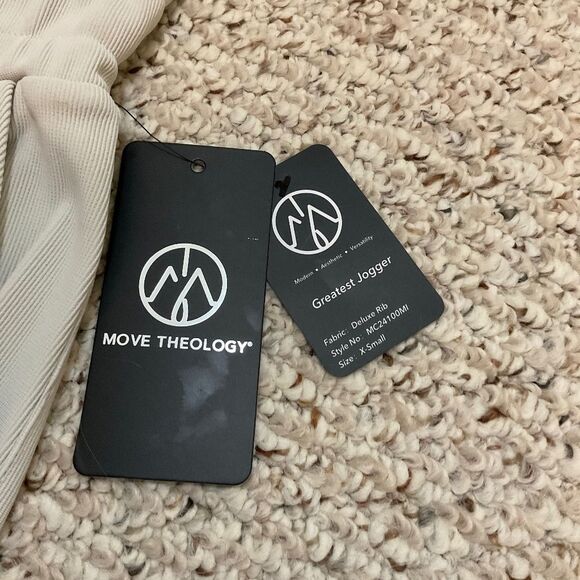 MOVE THEOLOGY®
Modern • Aesthetic • Versatility
Greatest Jogger
Fabric : Deluxe Rib
Style No : MC24100MI
Size : X-Small